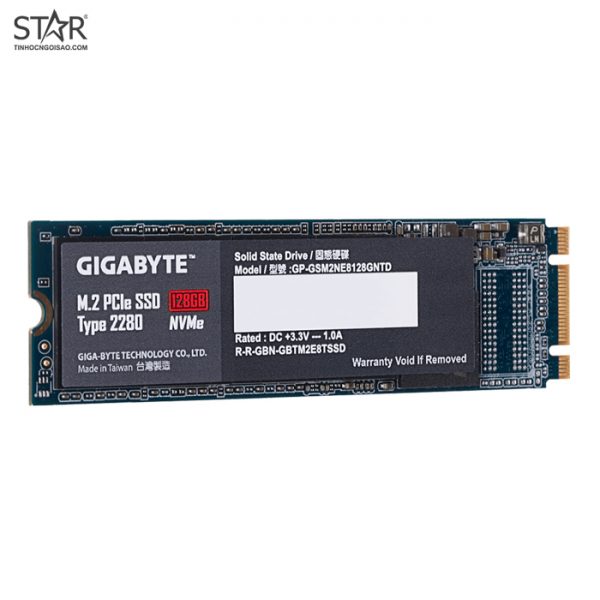 STAR
TINHOCNGOISAO.COM
GIGABYTE™
M.2 PCIe SSD 128GB
Type 2280 NVMe
GIGA-BYTE TECHNOLOGY CO., LTD.
Made in Taiwan 台灣製造
Solid State Drive / 固態硬碟
Model / 型號 :GP-GSM2NE8128GNTD
Rated : DC +3.3V --- 1.0A
R-R-GBN-GBTM2E8TSSD
Warranty Void If Removed